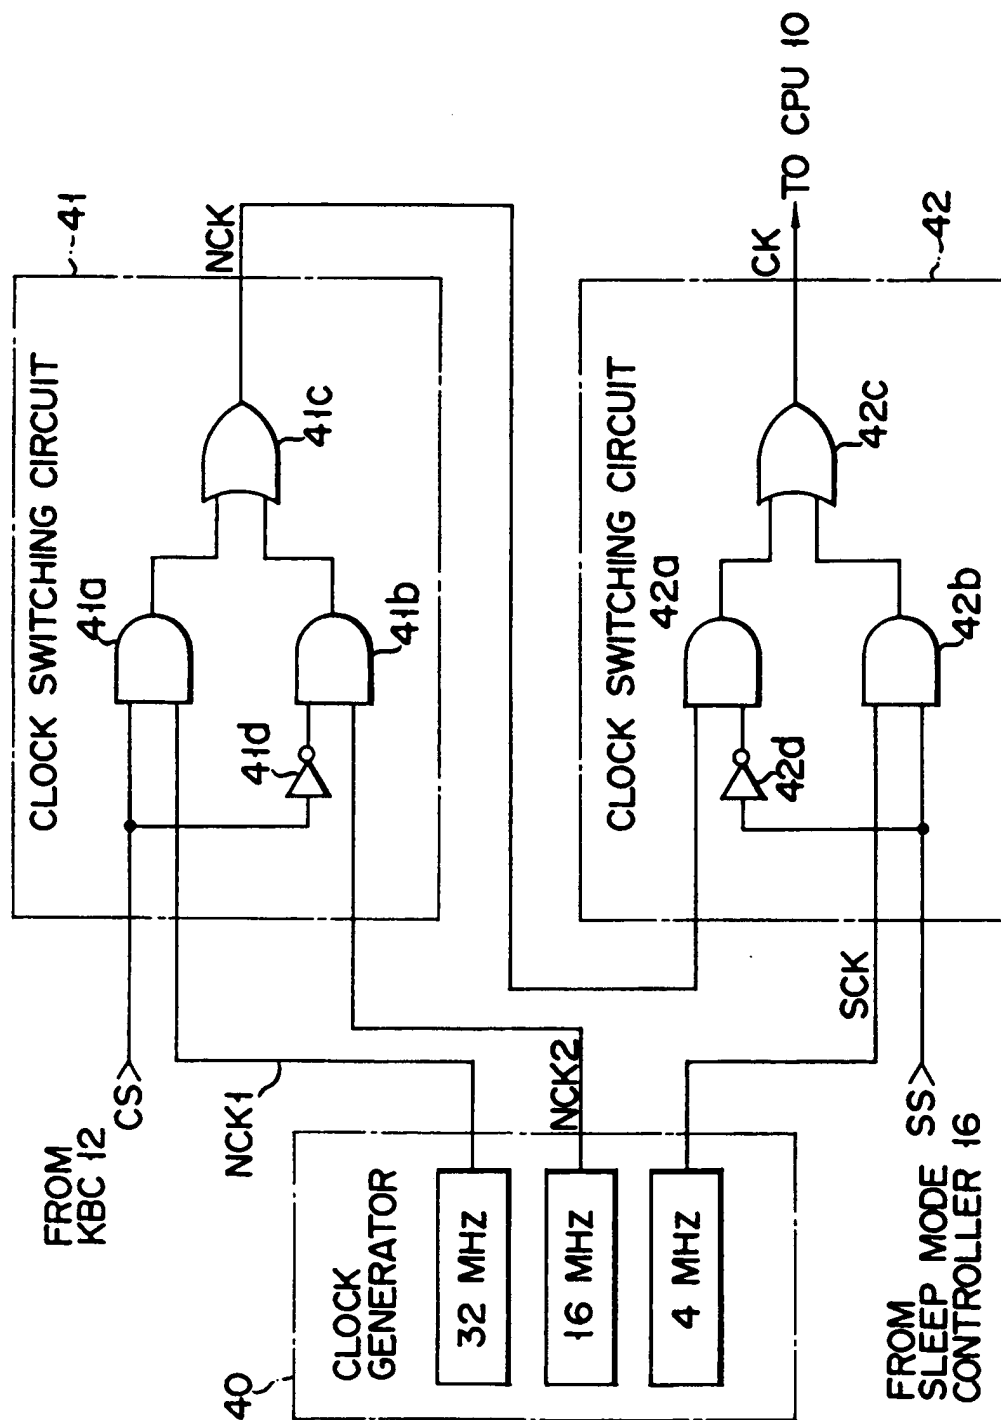 40
CLOCK
GENERATOR
32 MHZ
16 MHZ
4 MHZ
FROM
KBC 12
CS
NCK1
NCK2
SCK
FROM
SLEEP MODE
CONTROLLER 16
SS
CLOCK SWITCHING CIRCUIT
41
41a
41b
41c
41d
NCK
CLOCK SWITCHING CIRCUIT
42
42a
42b
42c
42d
CK
TO CPU 10